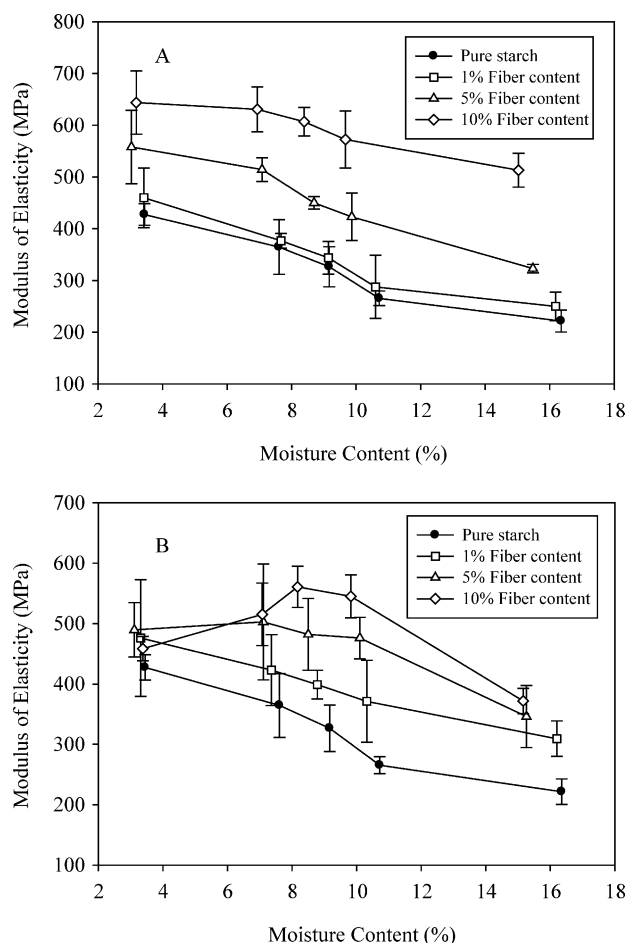 800
A
Pure starch
1% Fiber content
5% Fiber content
10% Fiber content
700
600
500
400
300
200
100
Modulus of Elasticity (MPa)
2 4 6 8 10 12 14 16 18
Moisture Content (%)
700
B
Pure starch
1% Fiber content
5% Fiber content
10% Fiber content
600
500
400
300
200
100
Modulus of Elasticity (MPa)
2 4 6 8 10 12 14 16 18
Moisture Content (%)